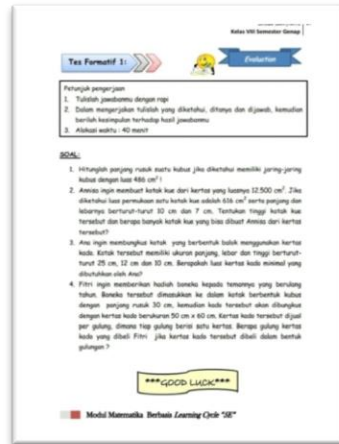 Kelas VIII Semester Genap
Tes Formatif 1:
Evaluation
Petunjuk pengerjaan
1. Tulislah jawabanmu dengan rapi
2. Dalam mengerjakan tulislah yang diketahui, ditanya dan dijawab, kemudian
berilah kesimpulan terhadap hasil jawabanmu
3. Alokasi waktu : 40 menit
SOAL:
1. Hitunglah panjang rusuk suatu kubus jika diketahui memiliki jaring-jaring
kubus dengan luas 486 cm² !
2. Annisa ingin membuat kotak kue dari kertas yang luasnya 12.500 cm². Jika
diketahui luas permukaan satu kotak kue adalah 616 cm² serta panjang dan
lebarnya berturut-turut 10 cm dan 7 cm. Tentukan tinggi kotak kue
tersebut dan berapa banyak kotak kue yang bisa dibuat Annisa dari kertas
tersebut?
3. Ana ingin membungkus kotak yang berbentuk balok menggunakan kertas
kado. Kotak tersebut memiliki ukuran panjang, lebar dan tinggi berturut-
turut 25 cm, 12 cm dan 10 cm. Berapakah luas kertas kado minimal yang
dibutuhkan oleh Ana?
4. Fitri ingin memberikan hadiah boneka kepada temannya yang berulang
tahun. Boneka tersebut dimasukkan ke dalam kotak berbentuk kubus
dengan panjang rusuk 30 cm, kemudian kado tersebut akan dibungkus
dengan kertas kado berukuran 50 cm x 60 cm. Kertas kado tersebut dijual
per gulung, dimana tiap gulung berisi satu kertas. Berapa gulung kertas
kado yang dibeli Fitri jika kertas kado tersebut dibeli dalam bentuk
gulungan ?
***GOOD LUCK***
Modul Matematika Berbasis Learning Cycle "5E"